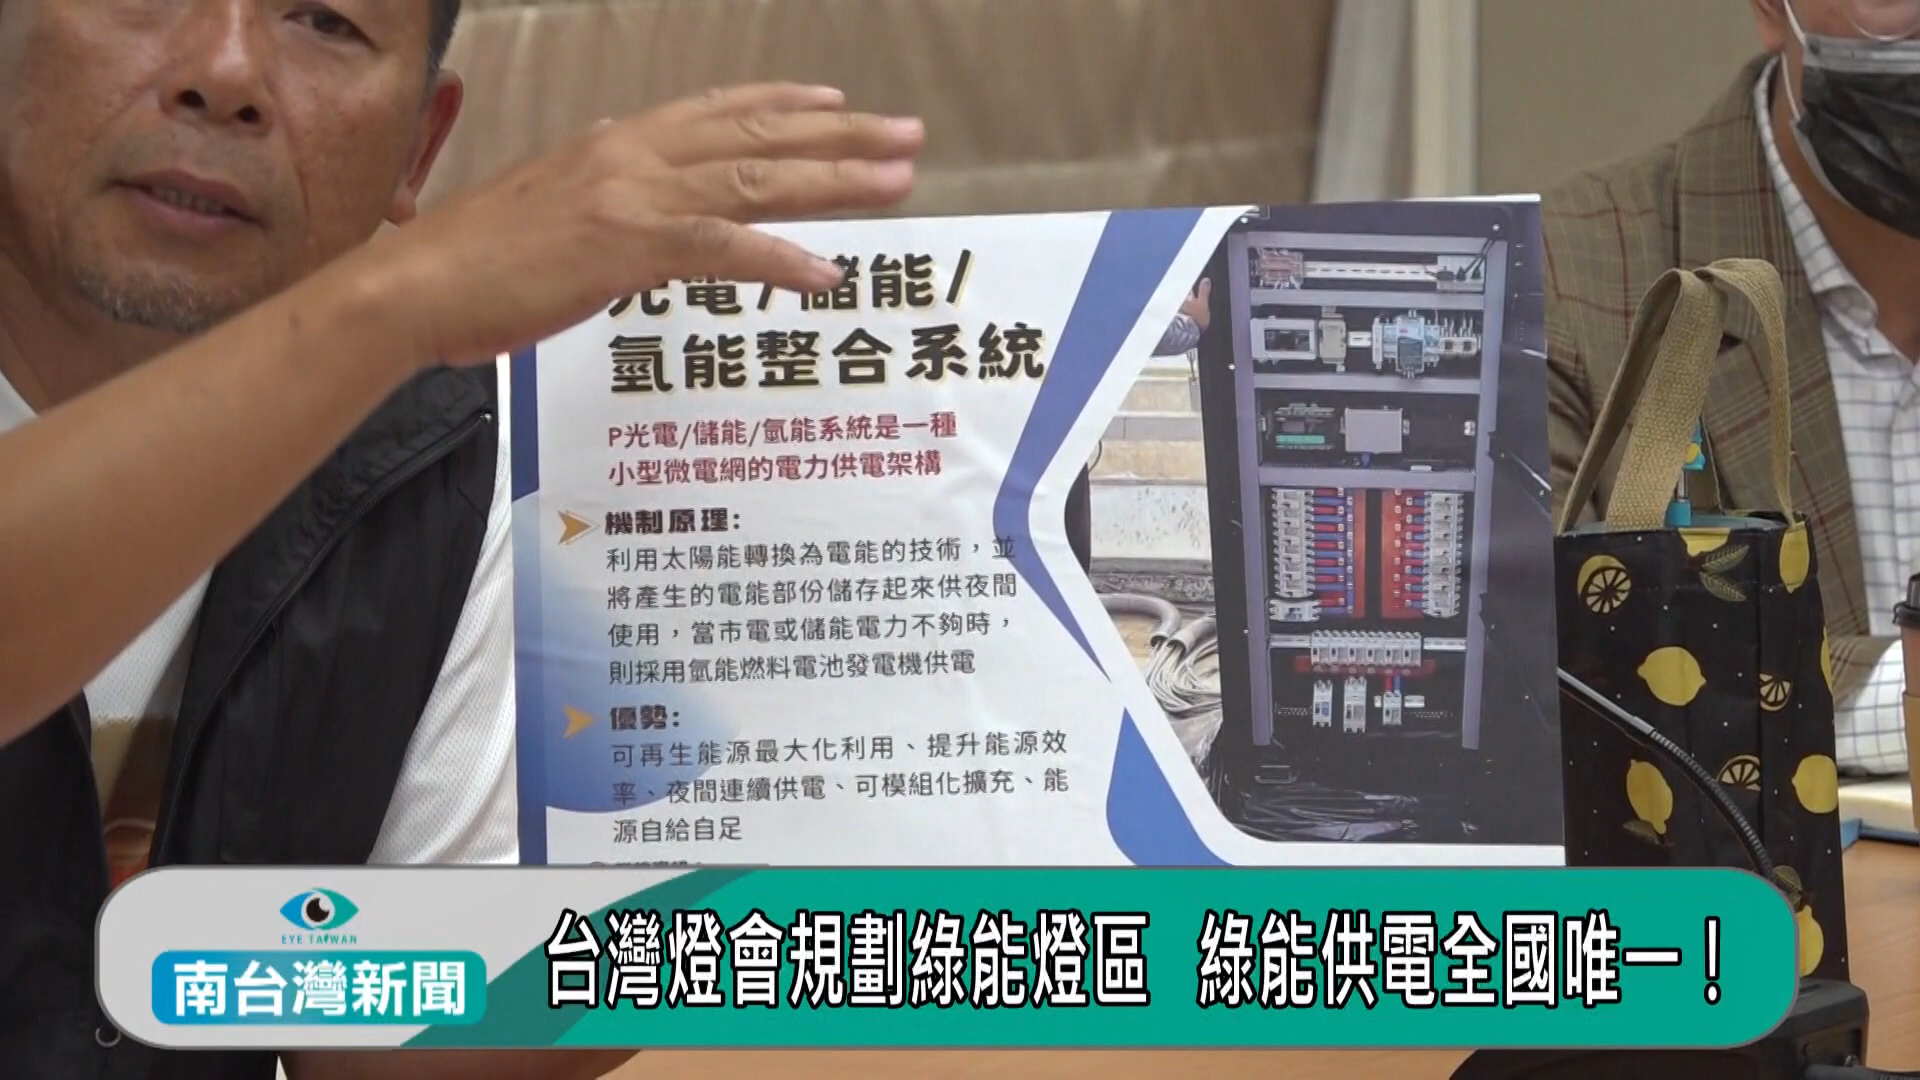 光電/儲能/
氫能整合系統
P光電/儲能/氫能系統是一種
小型微電網的電力供電架構
機制原理:
利用太陽能轉換為電能的技術，並
將產生的電能部份儲存起來供夜間
使用，當市電或儲能電力不夠時，
則採用氫能燃料電池發電機供電
優勢:
可再生能源最大化利用、提升能源效
率、夜間連續供電、可模組化擴充、能
源自給自足
EYE TAIWAN
南台灣新聞
台灣燈會規劃綠能燈區 綠能供電全國唯一！